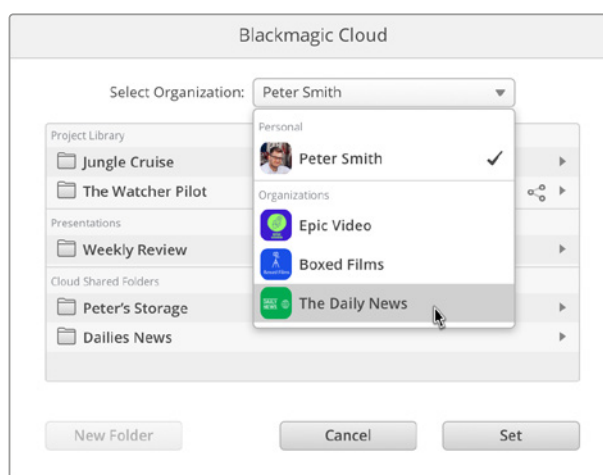 Blackmagic Cloud
Select Organization: Peter Smith
Personal
Peter Smith
Organizations
Epic Video
Boxed Films
The Daily News
Project Library
Jungle Cruise
The Watcher Pilot
Presentations
Weekly Review
Cloud Shared Folders
Peter's Storage
Dailies News
New Folder
Cancel
Set